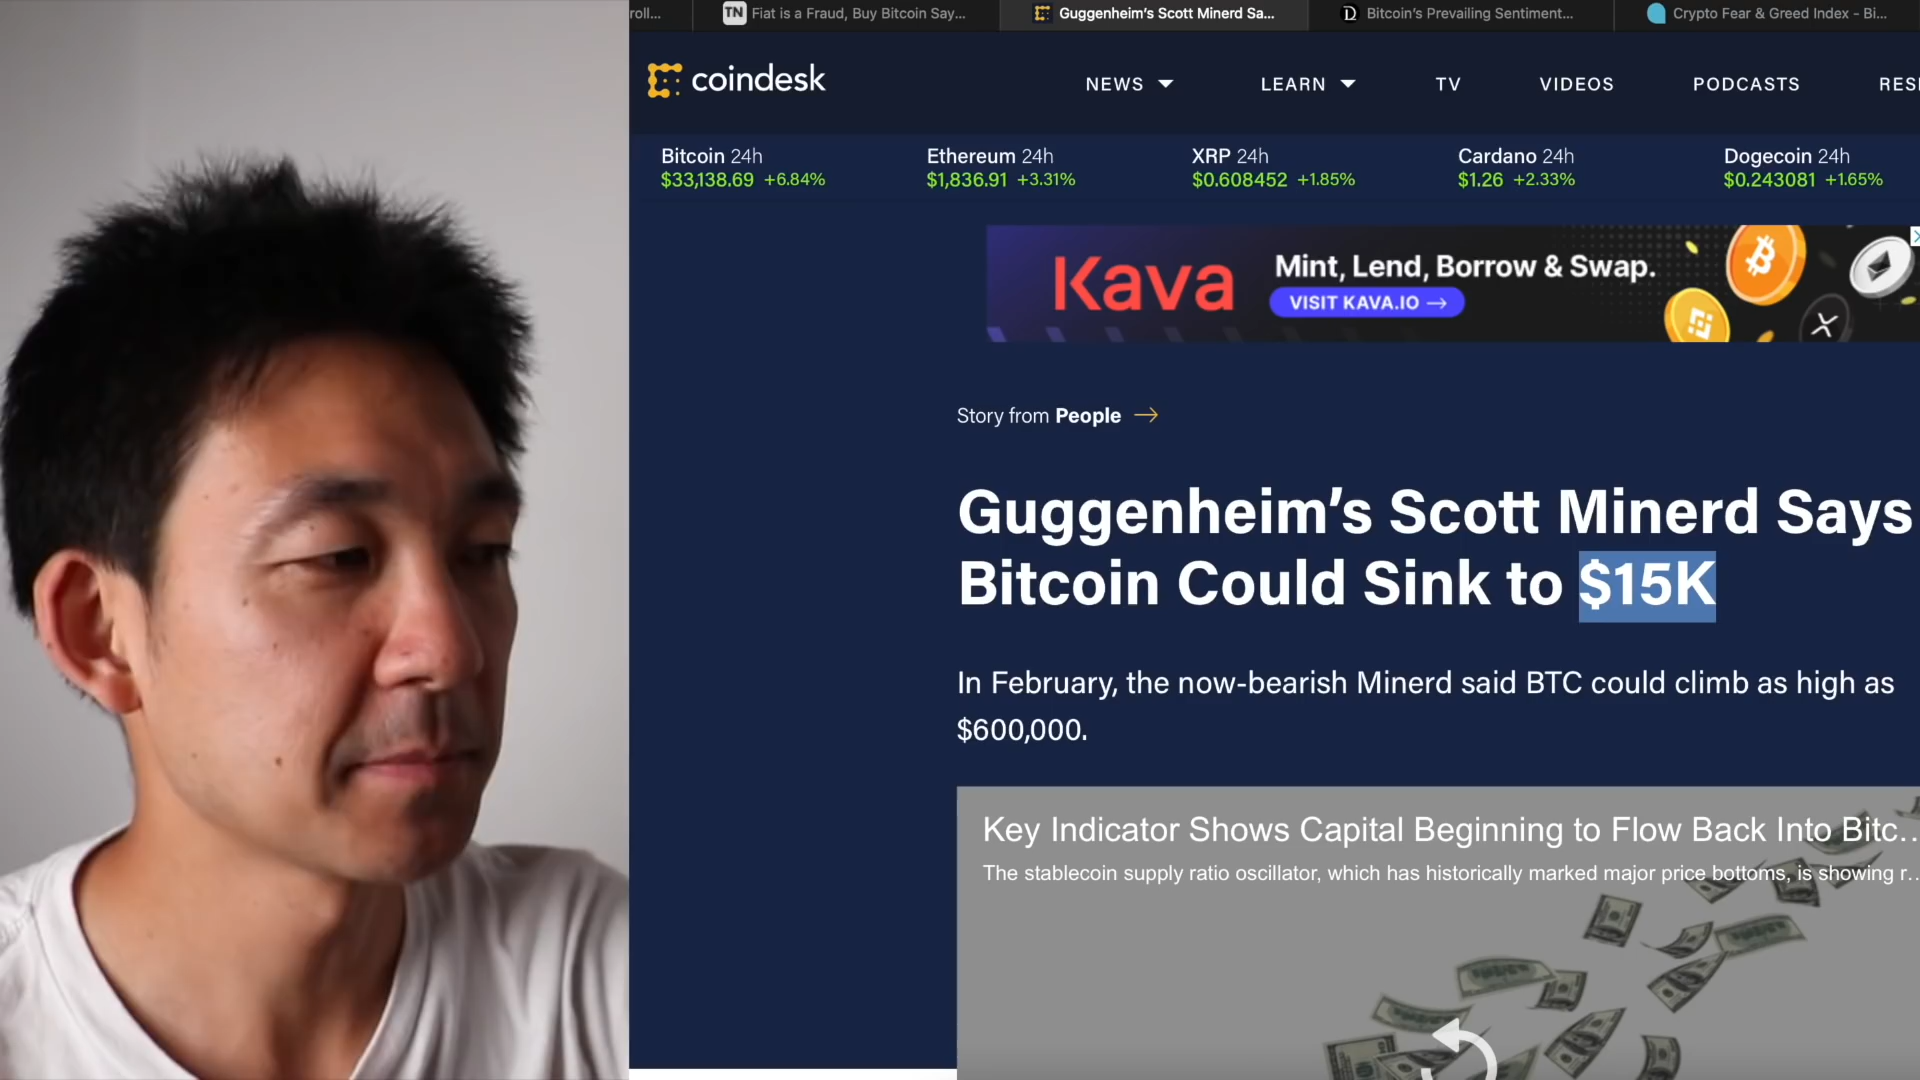 roll...
TN Fiat is a Fraud, Buy Bitcoin Say...
Guggenheim's Scott Minerd Sa...
D Bitcoin's Prevailing Sentiment...
Crypto Fear & Greed Index - Bi...
coindesk
NEWS
LEARN
TV
VIDEOS
PODCASTS
RES
Bitcoin 24h
$33,138.69 +6.84%
Ethereum 24h
$1,836.91 +3.31%
XRP 24h
$0.608452 +1.85%
Cardano 24h
$1.26 +2.33%
Dogecoin 24h
$0.243081 +1.65%
Kava
Mint, Lend, Borrow & Swap.
VISIT KAVA.IO →
Story from People →
Guggenheim's Scott Minerd Says
Bitcoin Could Sink to $15K
In February, the now-bearish Minerd said BTC could climb as high as
$600,000.
Key Indicator Shows Capital Beginning to Flow Back Into Bitc...
The stablecoin supply ratio oscillator, which has historically marked major price bottoms, is showing r...